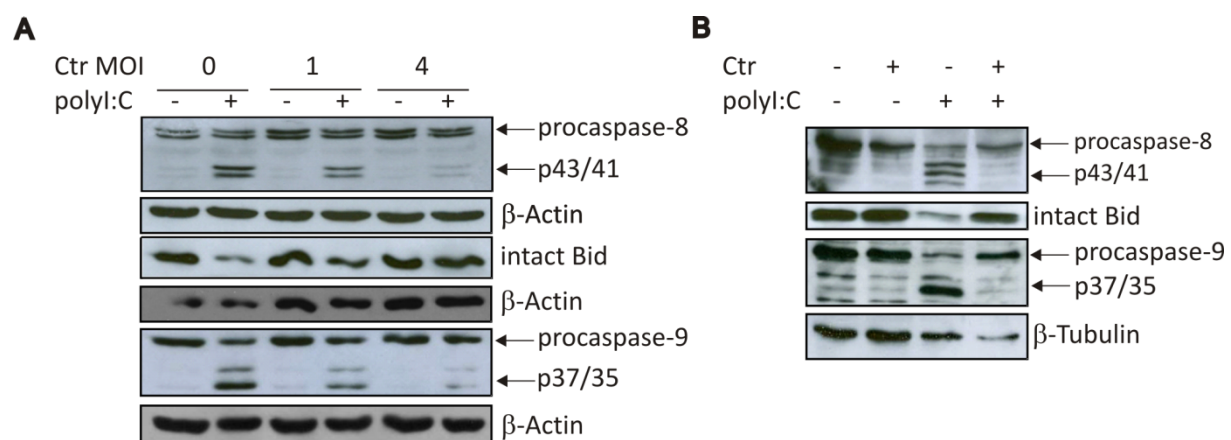 A
Ctr MOI 0 1 4
polyI:C - + - + - +
procaspase-8
p43/41
β-Actin
intact Bid
β-Actin
procaspase-9
p37/35
β-Actin
B
Ctr - + - +
polyI:C - - + +
procaspase-8
p43/41
intact Bid
procaspase-9
p37/35
β-Tubulin